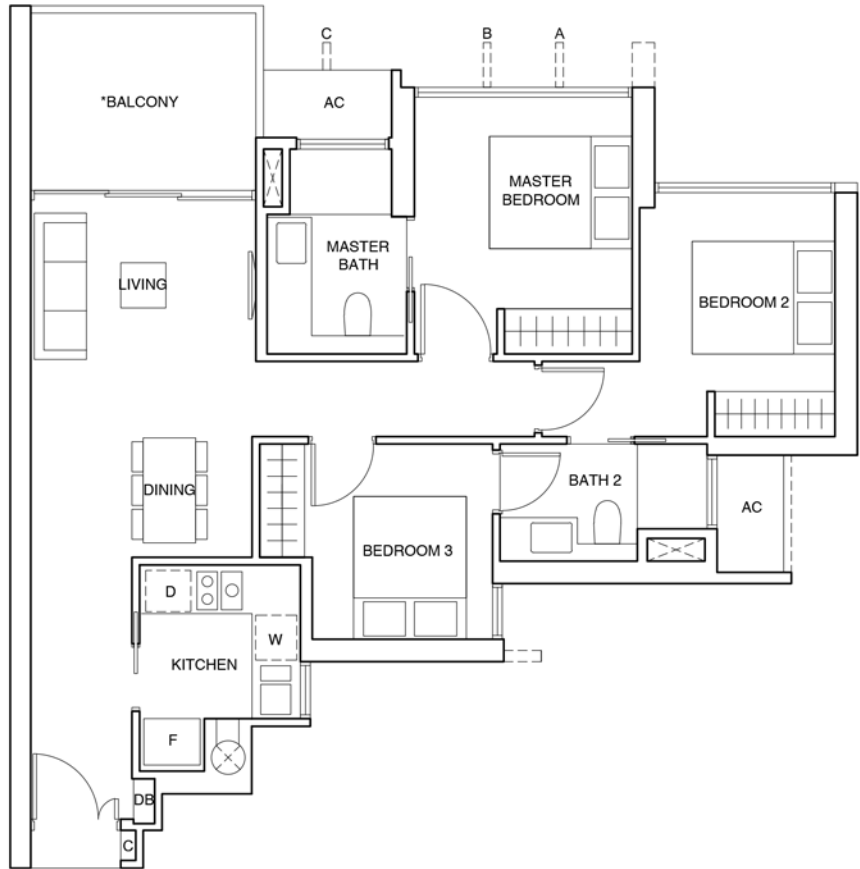 C
B
A
*BALCONY
AC
MASTER
BEDROOM
MASTER
BATH
LIVING
BEDROOM 2
DINING
BATH 2
AC
BEDROOM 3
D
W
KITCHEN
F
DB
C